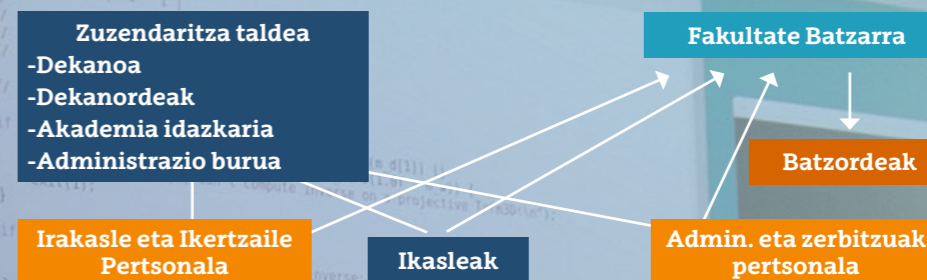 Zuzendaritza taldea
-Dekanoa
-Dekanordeak
-Akademia idazkaria
-Administrazio burua
Fakultate Batzarra
Batzordeak
Irakasle eta Ikertzaile
Pertsonala
Ikasleak
Admin. eta zerbitzuak
pertsonala